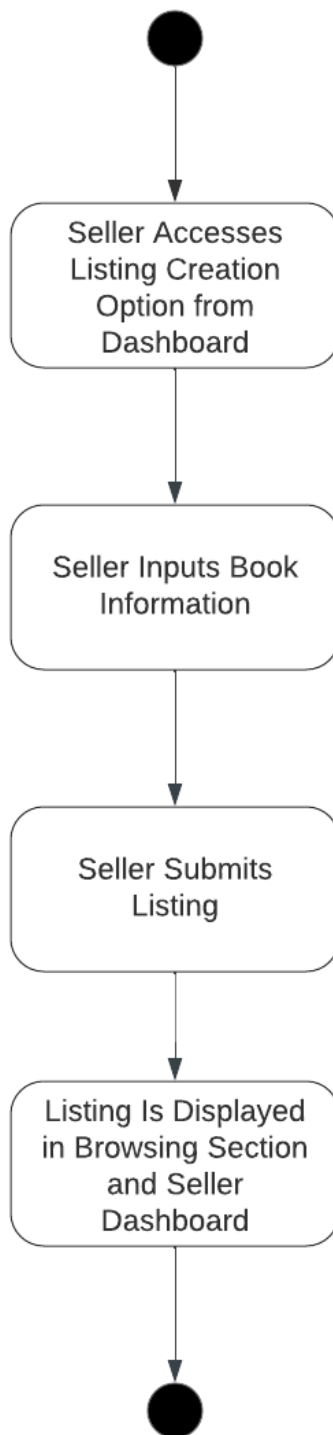 Seller Accesses
Listing Creation
Option from
Dashboard
Seller Inputs Book
Information
Seller Submits
Listing
Listing Is Displayed
in Browsing Section
and Seller
Dashboard